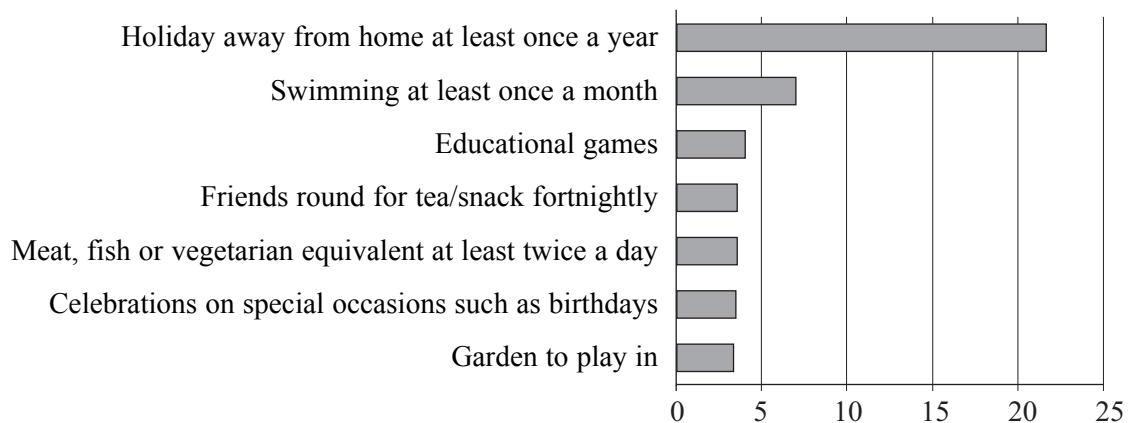 Holiday away from home at least once a year
Swimming at least once a month
Educational games
Friends round for tea/snack fortnightly
Meat, fish or vegetarian equivalent at least twice a day
Celebrations on special occasions such as birthdays
Garden to play in
0 5 10 15 20 25